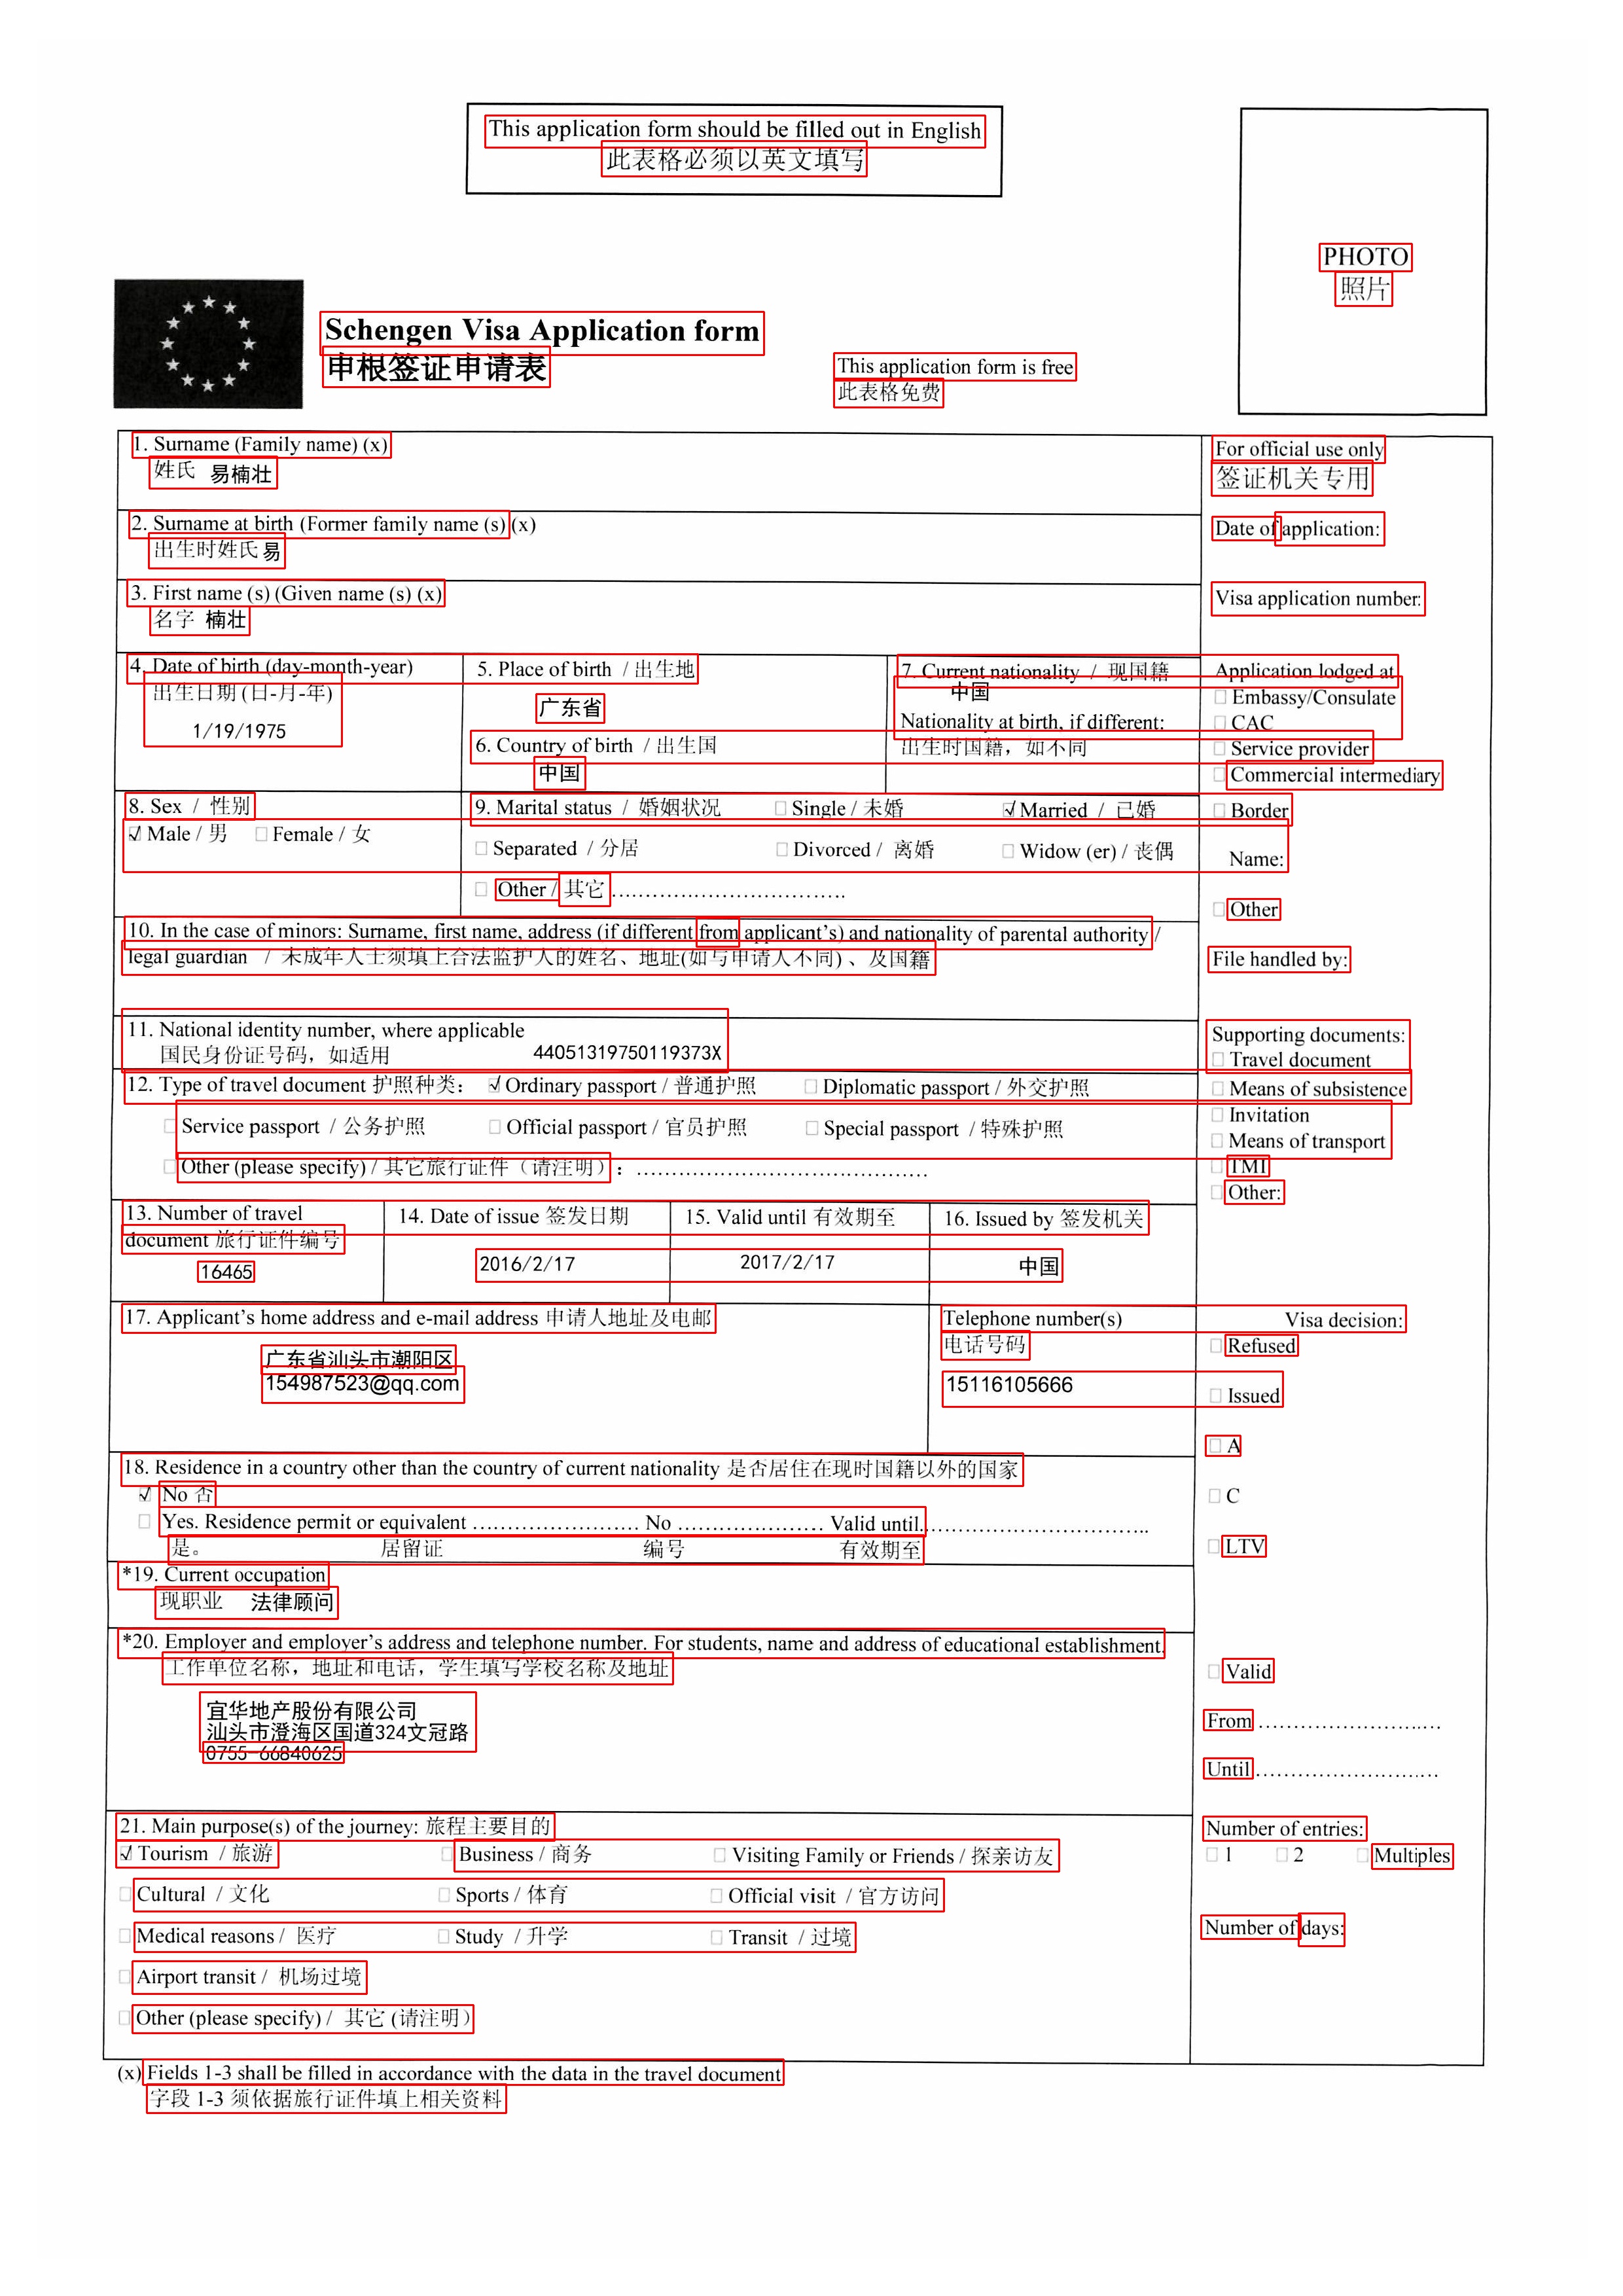 This application form should be filled out in English
此表格必须以英文填写
PHOTO
照片
Schengen Visa Application form
申根签证申请表
This application form is free
此表格免费
1. Surname (Family name) (x)
姓氏 易楠壮
For official use only
签证机关专用
2. Surname at birth (Former family name (s) (x)
出生时姓氏 易
Date of application:
3. First name (s) (Given name (s) (x)
名字 楠壮
Visa application number:
4. Date of birth (day-month-year)
出生日期 (日-月-年)
1/19/1975
5. Place of birth / 出生地
广东省
6. Country of birth / 出生国
中国
7. Current nationality / 现国籍
中国
Nationality at birth, if different:
出生时国籍，如不同
Application lodged at
□ Embassy/Consulate
□ CAC
□ Service provider
□ Commercial intermediary
□ Border
Name:
□ Other
8. Sex / 性别
☑ Male / 男 □ Female / 女
9. Marital status / 婚姻状况 □ Single / 未婚 ☑ Married / 已婚
□ Separated / 分居 □ Divorced / 离婚 □ Widow (er) / 丧偶
□ Other / 其它 ....................................
10. In the case of minors: Surname, first name, address (if different from applicant's) and nationality of parental authority /
legal guardian / 未成年人士须填上合法监护人的姓名、地址(如与申请人不同) 、及国籍
File handled by:
11. National identity number, where applicable
国民身份证号码，如适用 44051319750119373X
Supporting documents:
□ Travel document
□ Means of subsistence
□ Invitation
□ Means of transport
□ TMI
□ Other:
12. Type of travel document 护照种类： ☑ Ordinary passport / 普通护照 □ Diplomatic passport / 外交护照
□ Service passport / 公务护照 □ Official passport / 官员护照 □ Special passport / 特殊护照
□ Other (please specify) / 其它旅行证件（请注明）：............................................
13. Number of travel
document 旅行证件编号
16465
14. Date of issue 签发日期
2016/2/17
15. Valid until 有效期至
2017/2/17
16. Issued by 签发机关
中国
17. Applicant's home address and e-mail address 申请人地址及电邮
广东省汕头市潮阳区
154987523@qq.com
Telephone number(s)
电话号码
15116105666
Visa decision:
□ Refused
□ Issued
□ A
□ C
□ LTV
□ Valid
From ............................
Until............................
18. Residence in a country other than the country of current nationality 是否居住在现时国籍以外的国家
☑ No 否
□ Yes. Residence permit or equivalent ........................ No ..................... Valid until..................................
是。 居留证 编号 有效期至
*19. Current occupation
现职业 法律顾问
*20. Employer and employer's address and telephone number. For students, name and address of educational establishment.
工作单位名称，地址和电话，学生填写学校名称及地址
宜华地产股份有限公司
汕头市澄海区国道324文冠路
0755-66840625
21. Main purpose(s) of the journey: 旅程主要目的
☑ Tourism / 旅游 □ Business / 商务 □ Visiting Family or Friends / 探亲访友
□ Cultural / 文化 □ Sports / 体育 □ Official visit / 官方访问
□ Medical reasons / 医疗 □ Study / 升学 □ Transit / 过境
□ Airport transit / 机场过境
□ Other (please specify) / 其它 (请注明）
Number of entries:
□ 1 □ 2 □ Multiples
Number of days:
(x) Fields 1-3 shall be filled in accordance with the data in the travel document
字段 1-3 须依据旅行证件填上相关资料